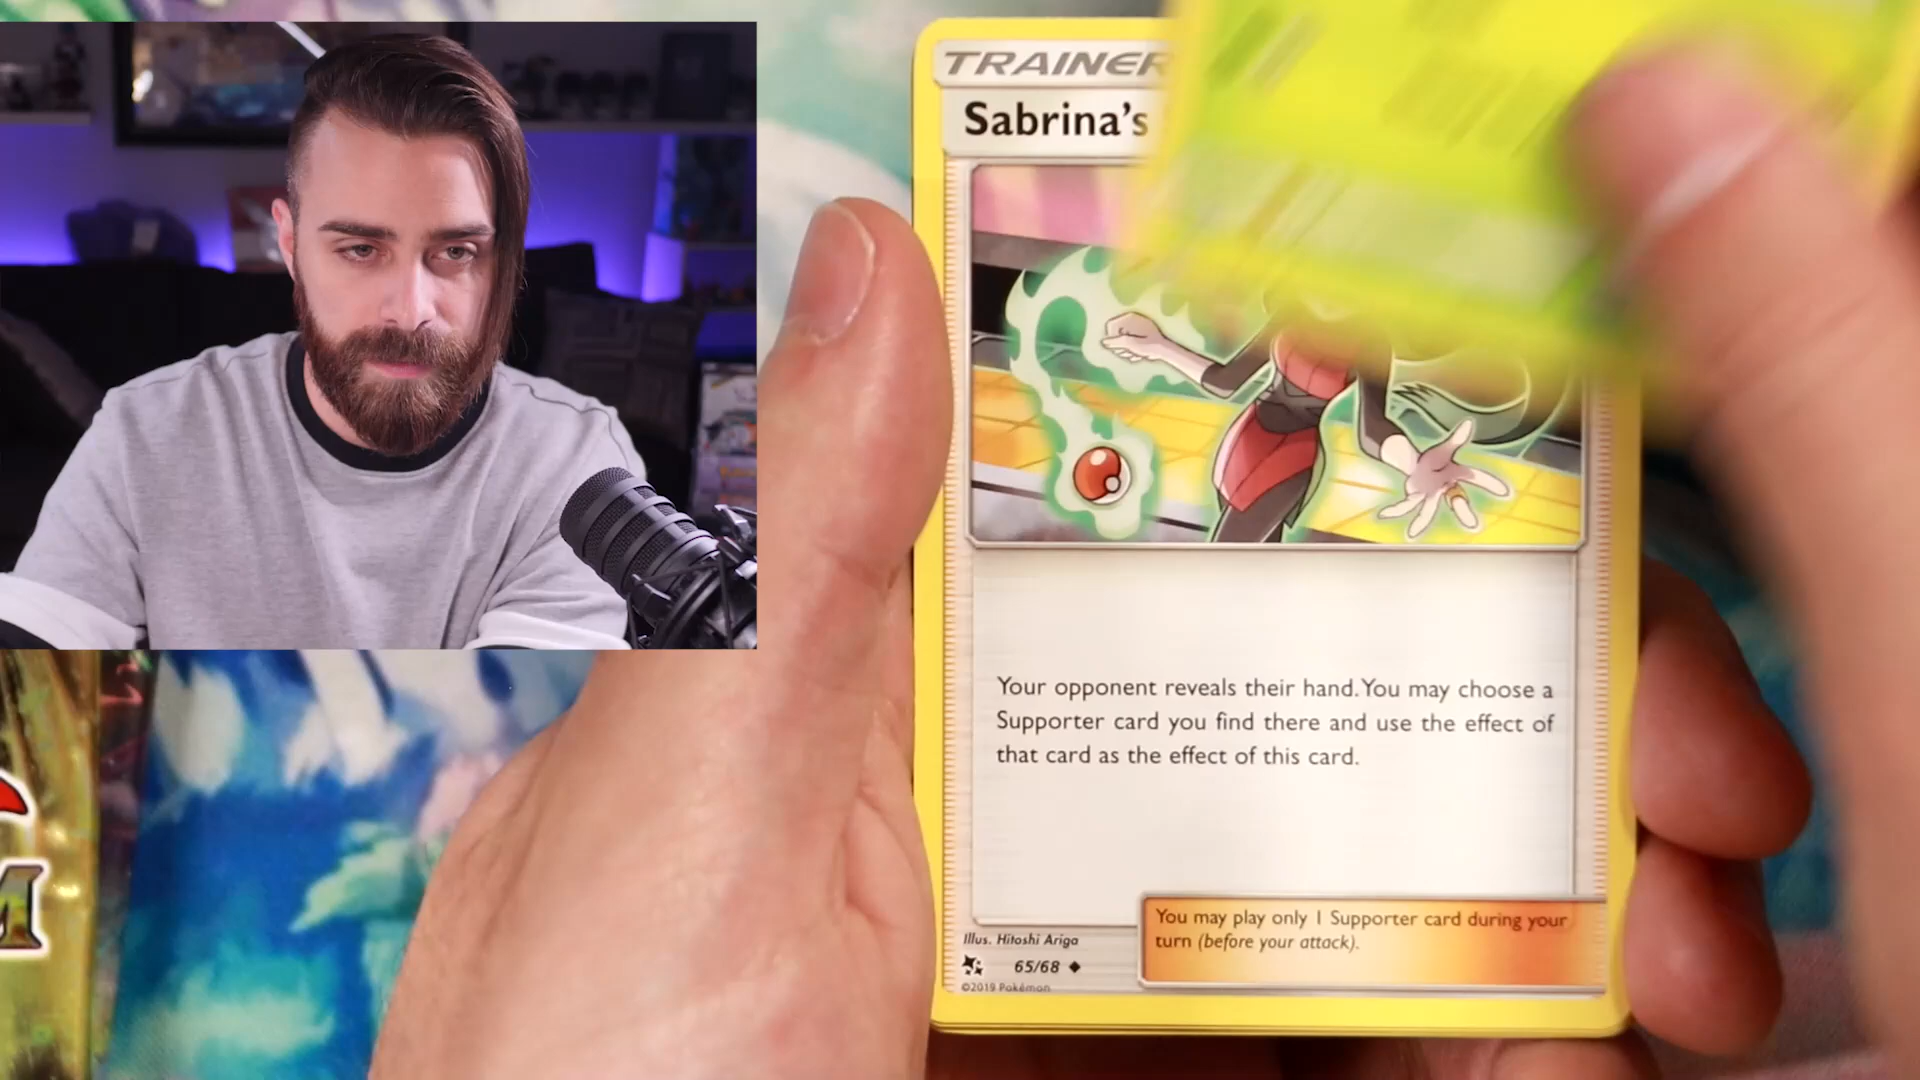 TRAINER
Sabrina's
Your opponent reveals their hand. You may choose a
Supporter card you find there and use the effect of
that card as the effect of this card.
You may play only 1 Supporter card during your
turn (before your attack).
Illus. Hitoshi Ariga
65/68
©2019 Pokémon